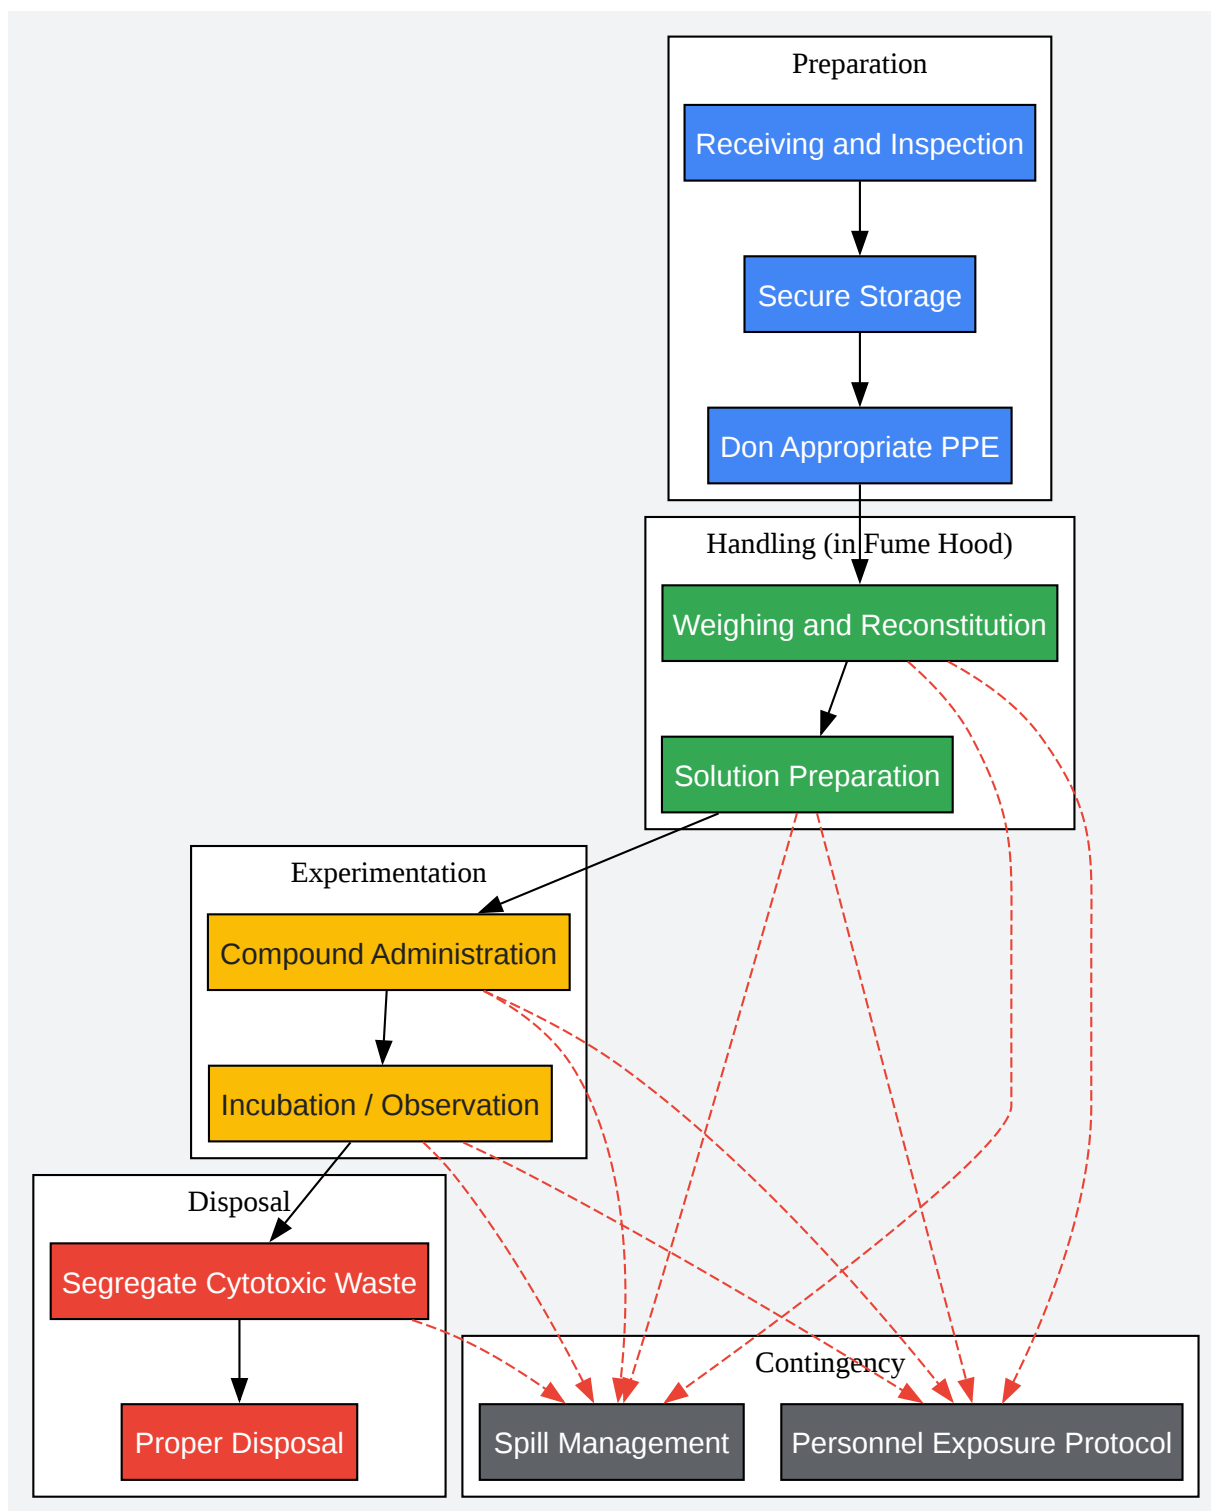 Preparation
Receiving and Inspection
Secure Storage
Don Appropriate PPE
Handling (in Fume Hood)
Weighing and Reconstitution
Solution Preparation
Experimentation
Compound Administration
Incubation / Observation
Disposal
Segregate Cytotoxic Waste
Proper Disposal
Contingency
Spill Management
Personnel Exposure Protocol